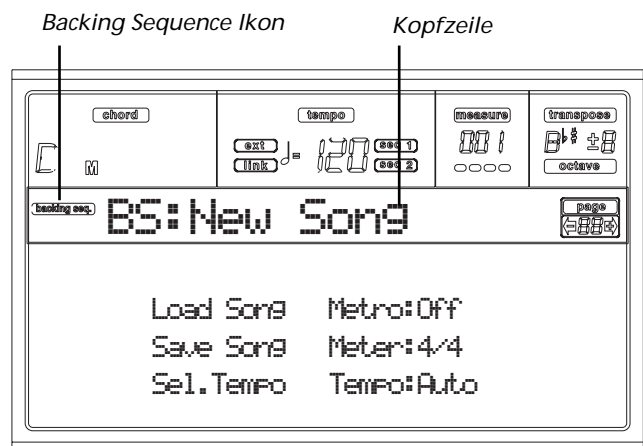 Backing Sequence Ikon Kopfzeile
chord tempo measure transpose
ext ♩= 120 seq 1 001 B♭♯ ±8
C M link seq 2 octave
backing seq. BS:New Song page
88
Load Song Metro:Off
Save Song Meter:4/4
Sel.Tempo Tempo:Auto